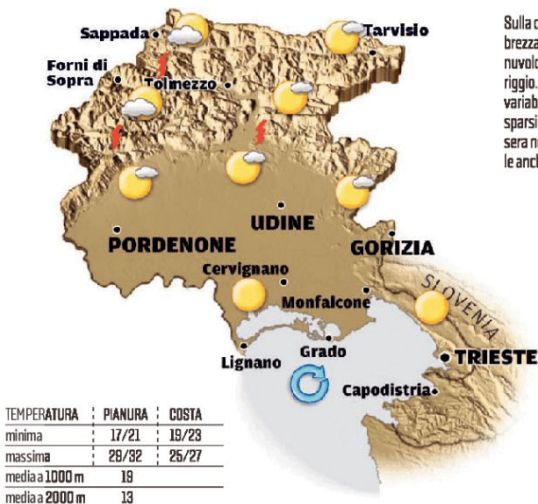 Sappada
Tarvisio
Forni di
Sopra
Tolmezzo
UDINE
PORDENONE
GORIZIA
Cervignano
Monfalcone
SLOVENIA
Lignano
Grado
TRIESTE
Capodistria
Sulla c
brezza
nuvolo
riggio.
variab
sparsi
sera n
le anch
TEMPERATURA PIANURA COSTA
minima 17/21 19/23
massima 28/32 25/27
media a 1000 m 19
media a 2000 m 13